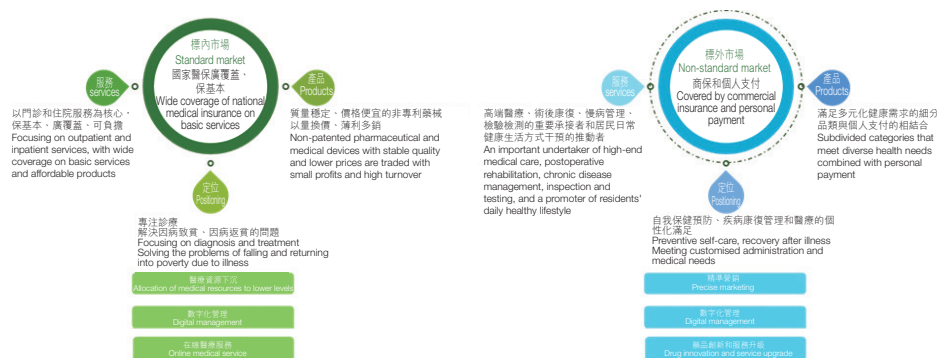 標內市場
Standard market
國家醫保廣覆蓋、
保基本
Wide coverage of national
medical insurance on
basic services
服務
services
產品
Products
以門診和住院服務為核心，
保基本、廣覆蓋、可負擔
Focusing on outpatient and
inpatient services, with wide
coverage on basic services
and affordable products
質量穩定、價格便宜的非專利藥械
以量換價、薄利多銷
Non-patented pharmaceutical and
medical devices with stable quality
and lower prices are traded with
small profits and high turnover
定位
Positioning
專注診療
解決因病致貧、因病返貧的問題
Focusing on diagnosis and treatment
Solving the problems of falling and returning
into poverty due to illness
醫療資源下沉
Allocation of medical resources to lower levels
數字化管理
Digital management
在線醫療服務
Online medical service
標外市場
Non-standard market
商保和個人支付
Covered by commercial
insurance and personal
payment
服務
services
產品
Products
高端醫療、術後康復、慢病管理、
檢驗檢測的重要承接者和居民日常
健康生活方式干預的推動者
An important undertaker of high-end
medical care, postoperative
rehabilitation, chronic disease
management, inspection and
testing, and a promoter of residents'
daily healthy lifestyle
滿足多元化健康需求的細分
品類與個人支付的相結合
Subdivided categories that
meet diverse health needs
combined with personal
payment
定位
Positioning
自我保健預防、疾病康復管理和醫療的個
性化滿足
Preventive self-care, recovery after illness
Meeting customised administration and
medical needs
精準營銷
Precise marketing
數字化管理
Digital management
藥品創新和服務升級
Drug innovation and service upgrade